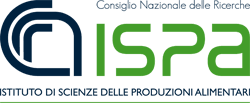 Consiglio Nazionale delle Ricerche
ISPA
ISTITUTO DI SCIENZE DELLE PRODUZIONI ALIMENTARI